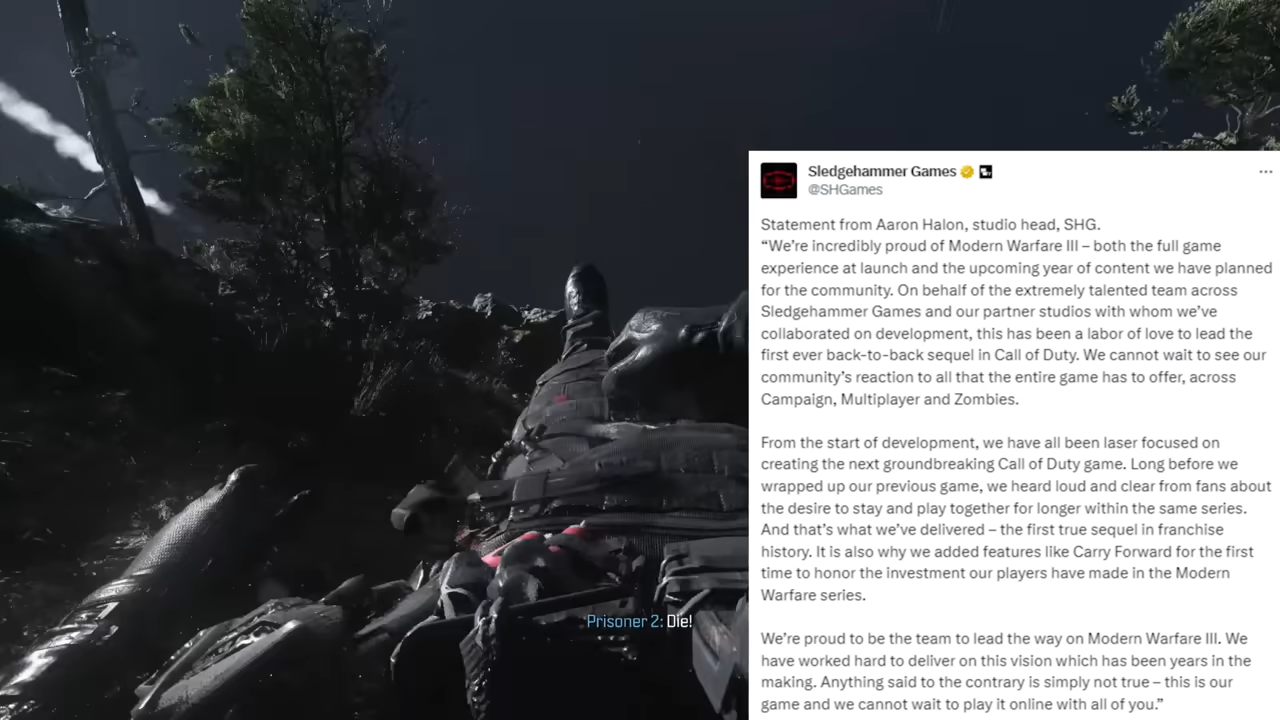 Sledgehammer Games
@SHGames
Statement from Aaron Halon, studio head, SHG.
“We’re incredibly proud of Modern Warfare III – both the full game
experience at launch and the upcoming year of content we have planned
for the community. On behalf of the extremely talented team across
Sledgehammer Games and our partner studios with whom we’ve
collaborated on development, this has been a labor of love to lead the
first ever back-to-back sequel in Call of Duty. We cannot wait to see our
community’s reaction to all that the entire game has to offer, across
Campaign, Multiplayer and Zombies.
From the start of development, we have all been laser focused on
creating the next groundbreaking Call of Duty game. Long before we
wrapped up our previous game, we heard loud and clear from fans about
the desire to stay and play together for longer within the same series.
And that’s what we’ve delivered – the first true sequel in franchise
history. It is also why we added features like Carry Forward for the first
time to honor the investment our players have made in the Modern
Warfare series.
Prisoner 2: Die!
We’re proud to be the team to lead the way on Modern Warfare III. We
have worked hard to deliver on this vision which has been years in the
making. Anything said to the contrary is simply not true – this is our
game and we cannot wait to play it online with all of you.”